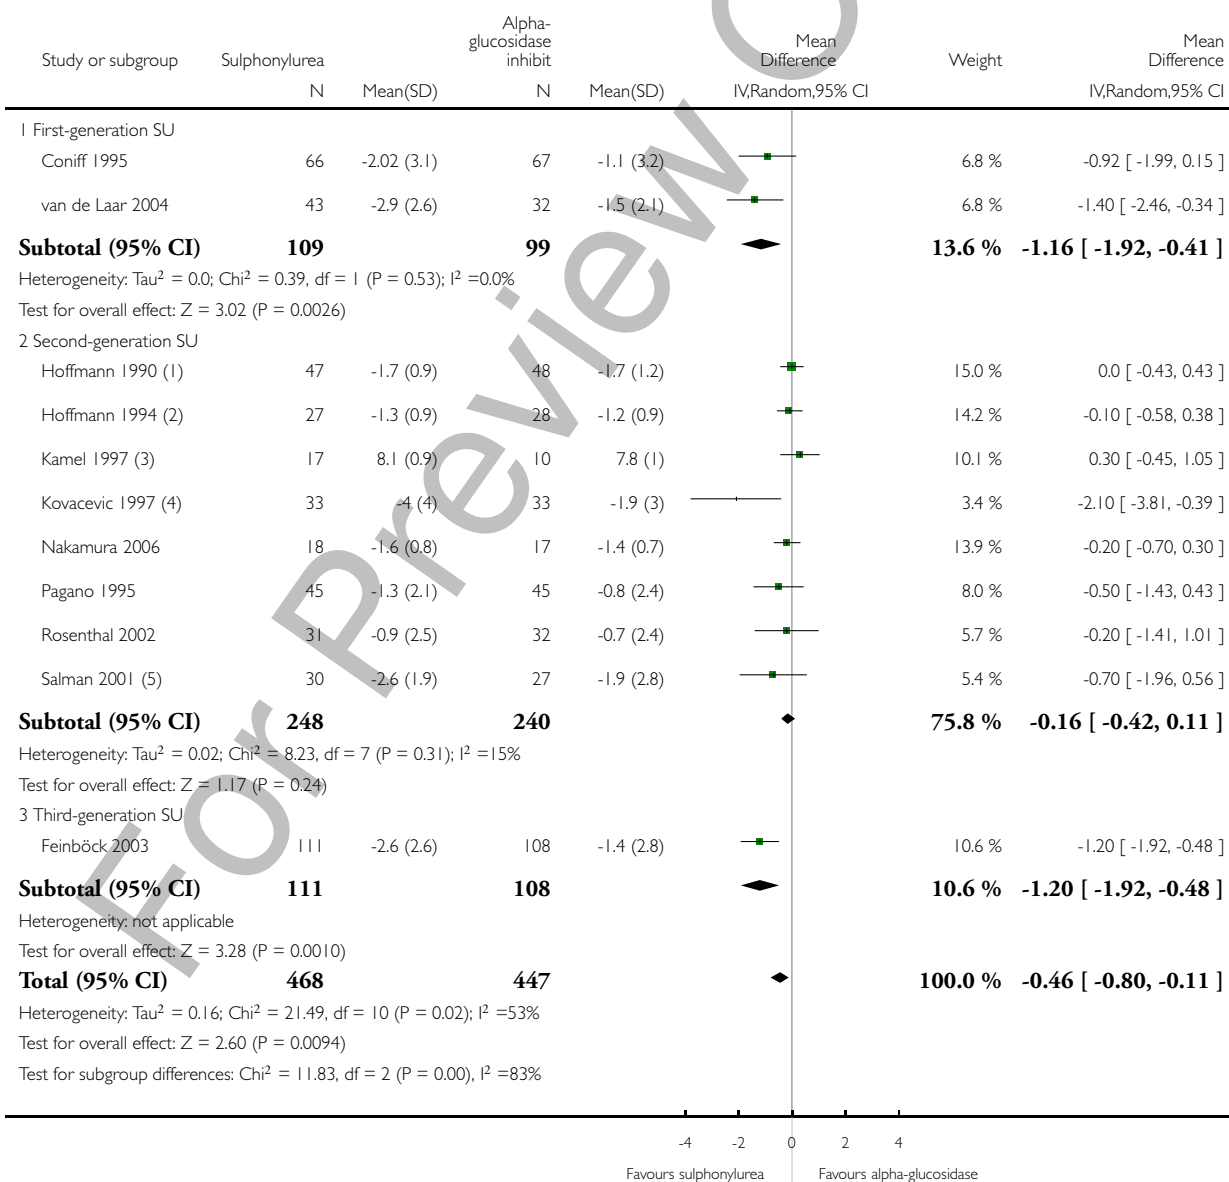 Study or subgroup Sulphonylurea Alpha-glucosidase inhibit Mean Difference Weight Mean Difference
N Mean(SD) N Mean(SD) IV,Random,95% CI IV,Random,95% CI
1 First-generation SU
Coniff 1995 66 -2.02 (3.1) 67 -1.1 (3.2) 6.8 % -0.92 [ -1.99, 0.15 ]
van de Laar 2004 43 -2.9 (2.6) 32 -1.5 (2.1) 6.8 % -1.40 [ -2.46, -0.34 ]
Subtotal (95% CI) 109 99 13.6 % -1.16 [ -1.92, -0.41 ]
Heterogeneity: Tau² = 0.0; Chi² = 0.39, df = 1 (P = 0.53); I² =0.0%
Test for overall effect: Z = 3.02 (P = 0.0026)
2 Second-generation SU
Hoffmann 1990 (1) 47 -1.7 (0.9) 48 -1.7 (1.2) 15.0 % 0.0 [ -0.43, 0.43 ]
Hoffmann 1994 (2) 27 -1.3 (0.9) 28 -1.2 (0.9) 14.2 % -0.10 [ -0.58, 0.38 ]
Kamel 1997 (3) 17 8.1 (0.9) 10 7.8 (1) 10.1 % 0.30 [ -0.45, 1.05 ]
Kovacevic 1997 (4) 33 -4 (4) 33 -1.9 (3) 3.4 % -2.10 [ -3.81, -0.39 ]
Nakamura 2006 18 -1.6 (0.8) 17 -1.4 (0.7) 13.9 % -0.20 [ -0.70, 0.30 ]
Pagano 1995 45 -1.3 (2.1) 45 -0.8 (2.4) 8.0 % -0.50 [ -1.43, 0.43 ]
Rosenthal 2002 31 -0.9 (2.5) 32 -0.7 (2.4) 5.7 % -0.20 [ -1.41, 1.01 ]
Salman 2001 (5) 30 -2.6 (1.9) 27 -1.9 (2.8) 5.4 % -0.70 [ -1.96, 0.56 ]
Subtotal (95% CI) 248 240 75.8 % -0.16 [ -0.42, 0.11 ]
Heterogeneity: Tau² = 0.02; Chi² = 8.23, df = 7 (P = 0.31); I² =15%
Test for overall effect: Z = 1.17 (P = 0.24)
3 Third-generation SU
Feinböck 2003 111 -2.6 (2.6) 108 -1.4 (2.8) 10.6 % -1.20 [ -1.92, -0.48 ]
Subtotal (95% CI) 111 108 10.6 % -1.20 [ -1.92, -0.48 ]
Heterogeneity: not applicable
Test for overall effect: Z = 3.28 (P = 0.0010)
Total (95% CI) 468 447 100.0 % -0.46 [ -0.80, -0.11 ]
Heterogeneity: Tau² = 0.16; Chi² = 21.49, df = 10 (P = 0.02); I² =53%
Test for overall effect: Z = 2.60 (P = 0.0094)
Test for subgroup differences: Chi² = 11.83, df = 2 (P = 0.00), I² =83%
-4 -2 0 2 4
Favours sulphonylurea Favours alpha-glucosidase
For Preview